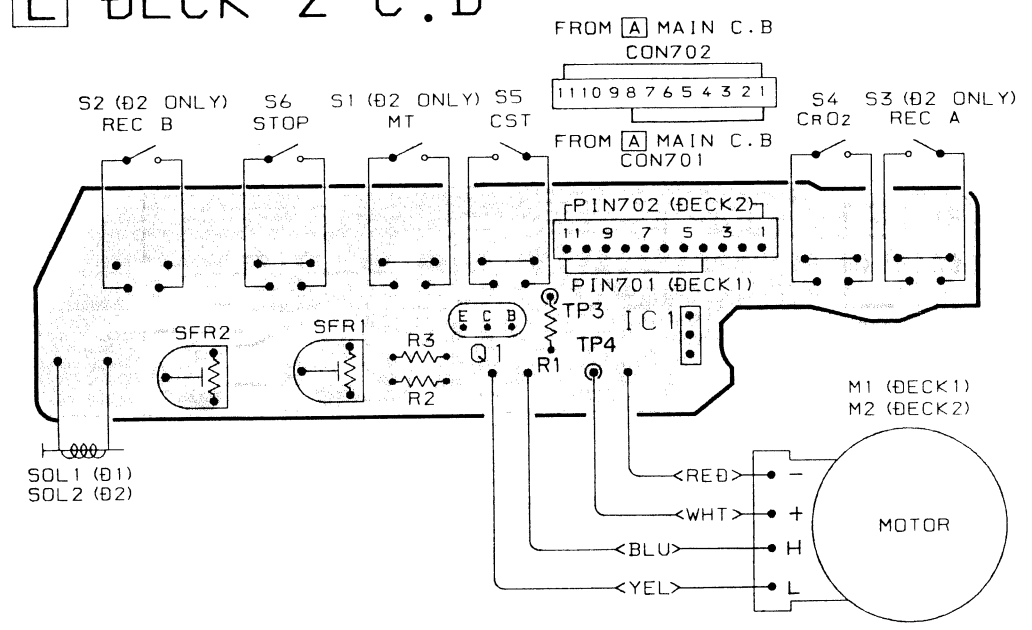 DECK 2 C.B
FROM A MAIN C.B
CON702
11 10 9 8 7 6 5 4 3 2 1
FROM A MAIN C.B
CON701
S2 (D2 ONLY)
REC B
S6
STOP
S1 (D2 ONLY)
MT
S5
CST
S4
CRO2
S3 (D2 ONLY)
REC A
PIN702 (DECK2)
11 9 7 5 3 1
PIN701 (DECK1)
SFR2
SFR1
R3
R2
E C B
Q1
TP3
R1
TP4
IC1
SOL1 (D1)
SOL2 (D2)
M1 (DECK1)
M2 (DECK2)
RED -
WHT +
BLU H
YEL L
MOTOR